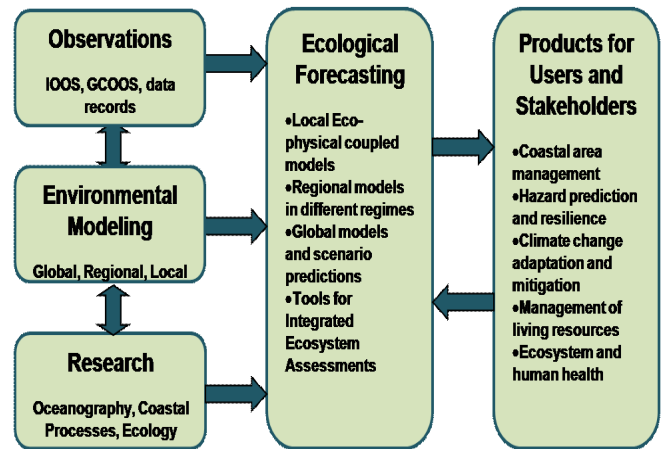 Observations
IOOS, GCOOS, data
records
Environmental
Modeling
Global, Regional, Local
Research
Oceanography, Coastal
Processes, Ecology
Ecological
Forecasting
•Local Eco-
physical coupled
models
•Regional models
in different regimes
•Global models
and scenario
predictions
•Tools for
Integrated
Ecosystem
Assessments
Products for
Users and
Stakeholders
•Coastal area
management
•Hazard prediction
and resilience
•Climate change
adaptation and
mitigation
•Management of
living resources
•Ecosystem and
human health